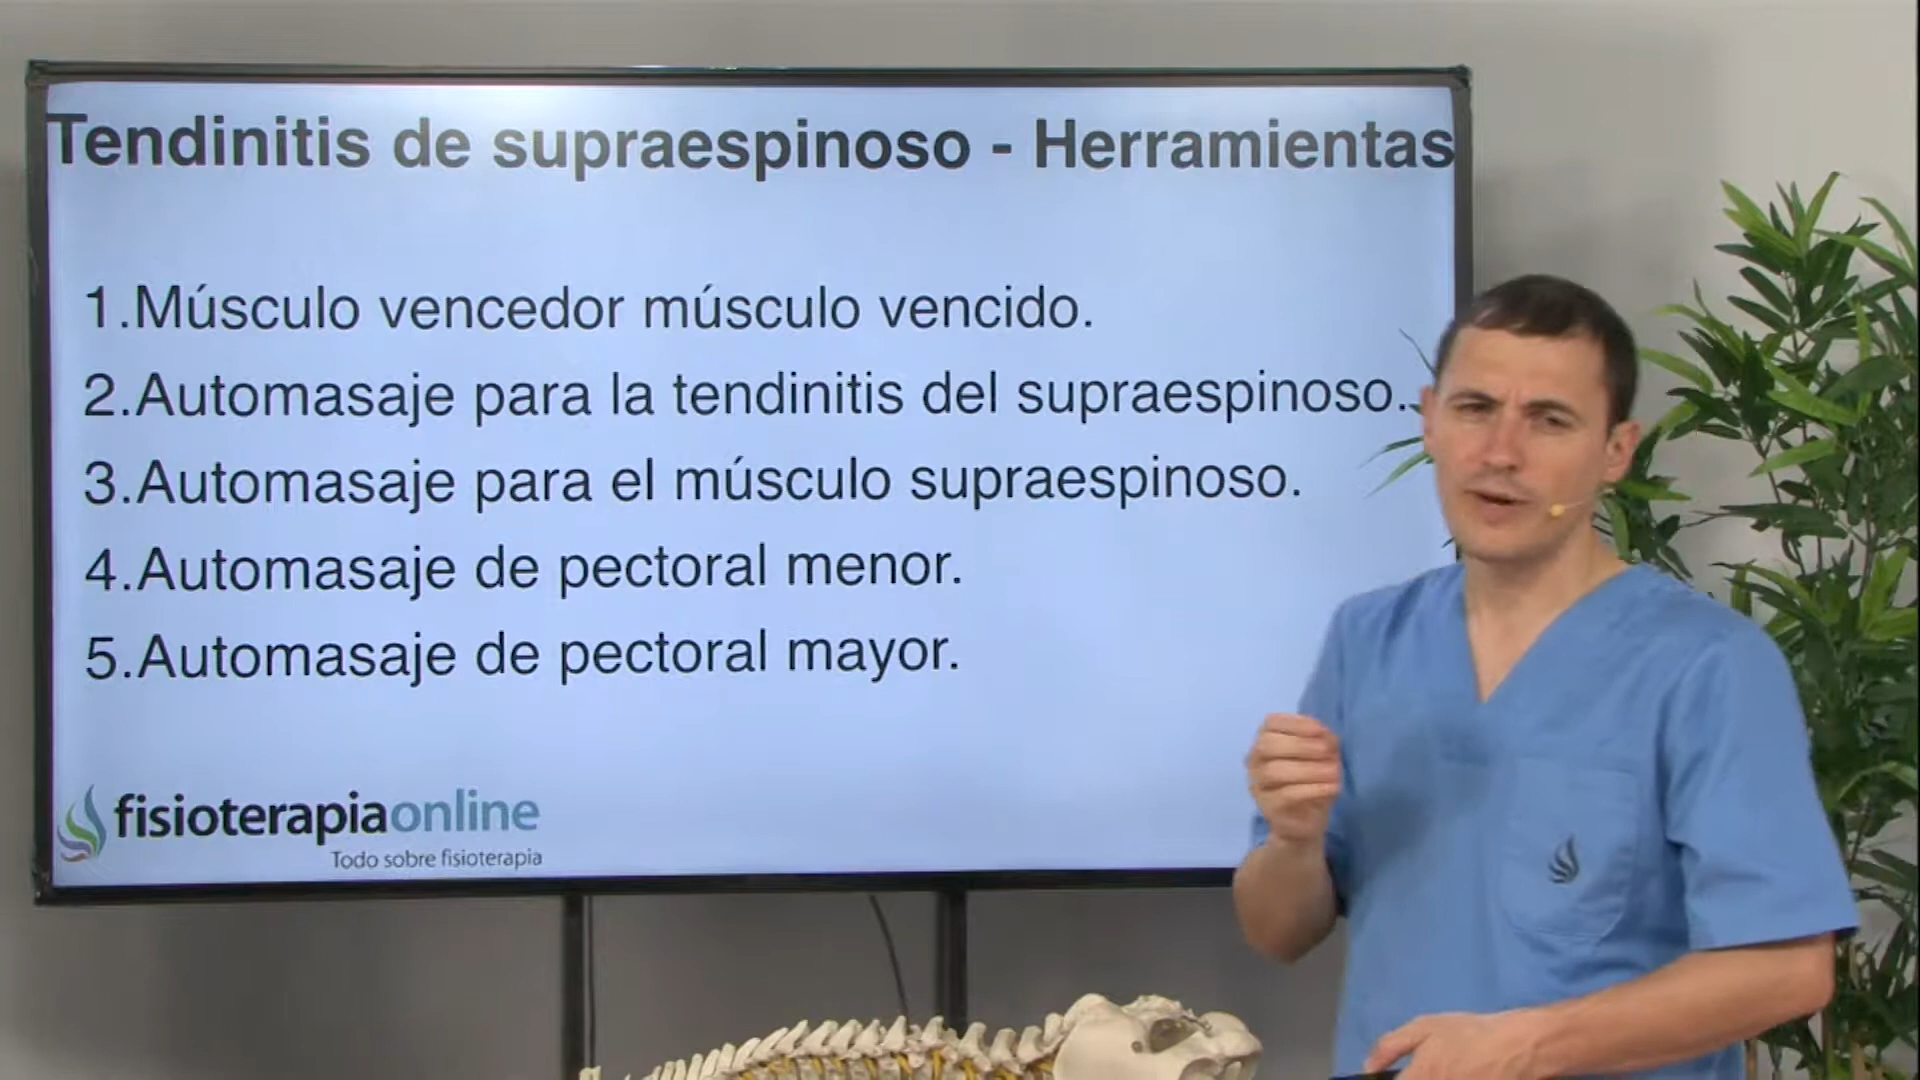 Tendinitis de supraespinoso - Herramientas
1.Músculo vencedor músculo vencido.
2.Automasaje para la tendinitis del supraespinoso.
3.Automasaje para el músculo supraespinoso.
4.Automasaje de pectoral menor.
5.Automasaje de pectoral mayor.
fisioterapiaonline
Todo sobre fisioterapia